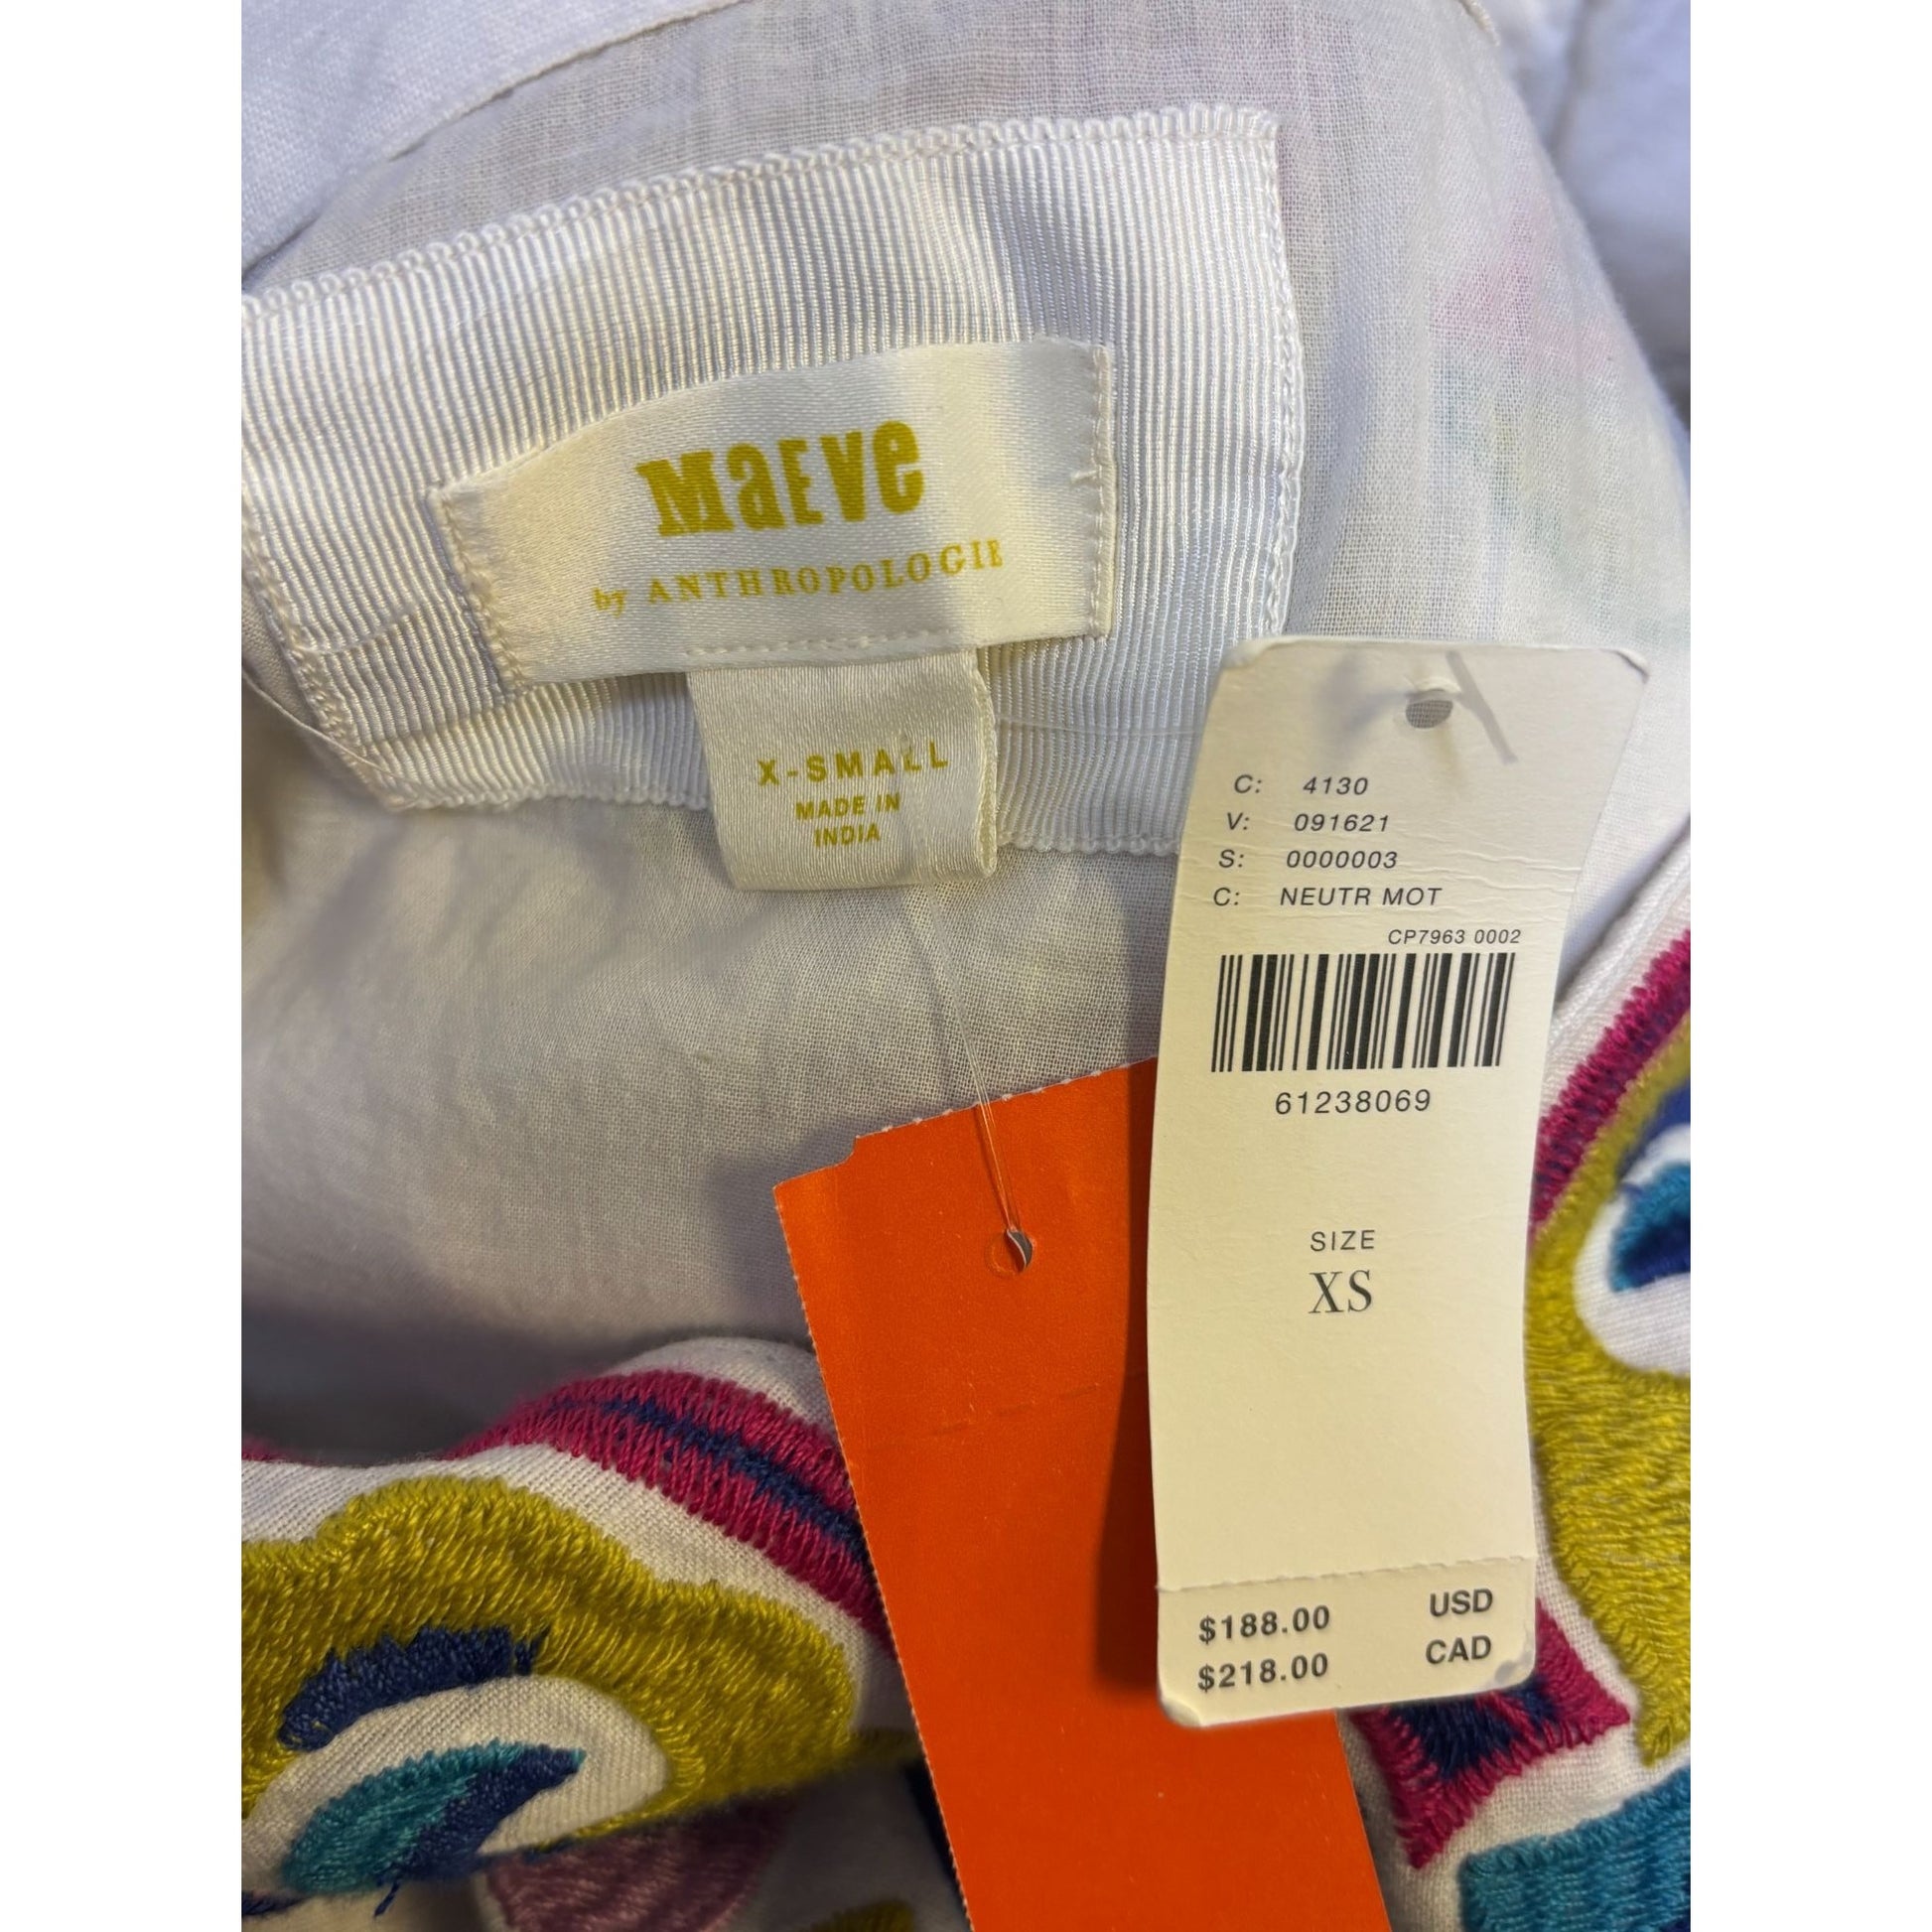 MaEVe
by ANTHROPOLOGIE
X-SMALL
MADE IN
INDIA
C: 4130
V: 091621
S: 0000003
C: NEUTR MOT
CP7963 0002
61238069
SIZE
XS
$188.00 USD
$218.00 CAD